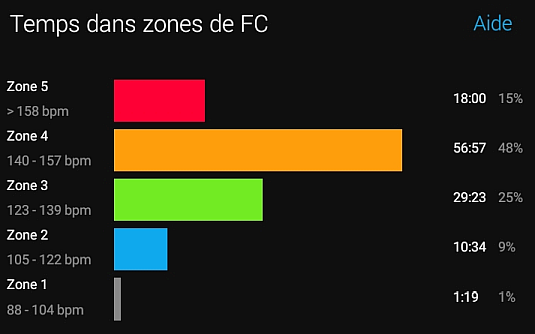 Temps dans zones de FC
Aide
Zone 5
> 158 bpm
18:00 15%
Zone 4
140 - 157 bpm
56:57 48%
Zone 3
123 - 139 bpm
29:23 25%
Zone 2
105 - 122 bpm
10:34 9%
Zone 1
88 - 104 bpm
1:19 1%